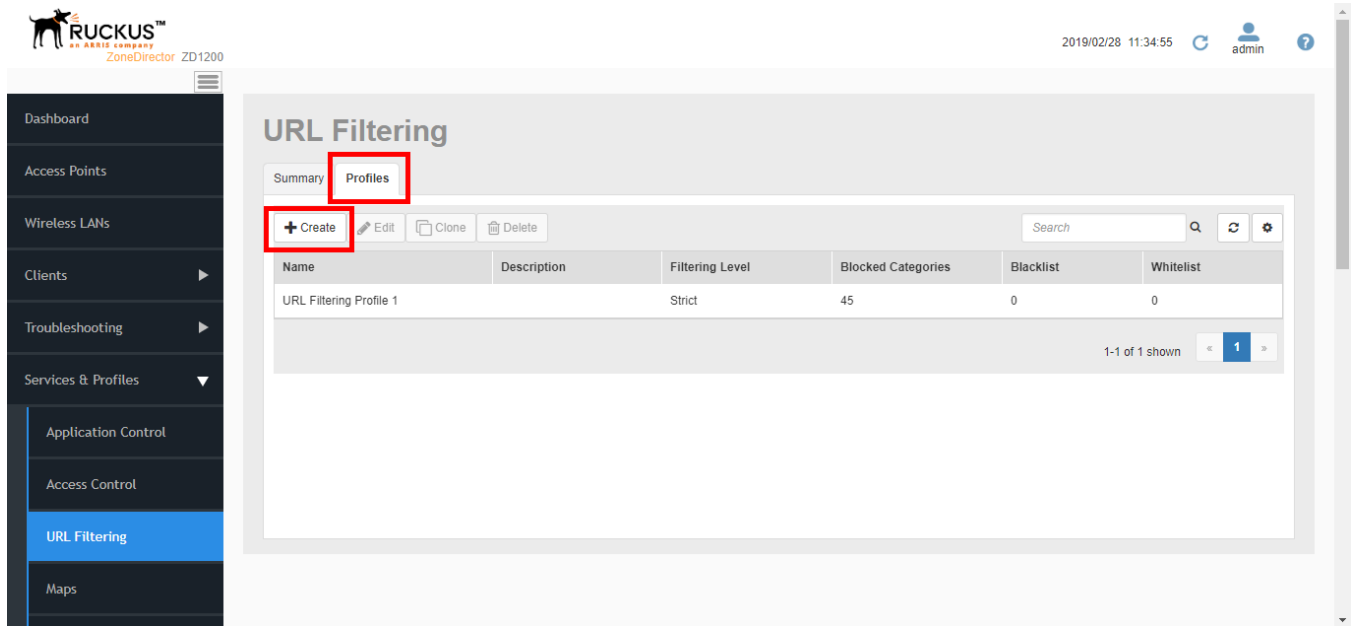 RUCKUS™
an ARRIS company
ZoneDirector ZD1200
2019/02/28 11:34:55
admin
?
Dashboard
Access Points
Wireless LANs
Clients
Troubleshooting
Services & Profiles
Application Control
Access Control
URL Filtering
Maps
URL Filtering
Summary Profiles
+ Create Edit Clone Delete Search
Name Description Filtering Level Blocked Categories Blacklist Whitelist
URL Filtering Profile 1 Strict 45 0 0
1-1 of 1 shown « 1 »